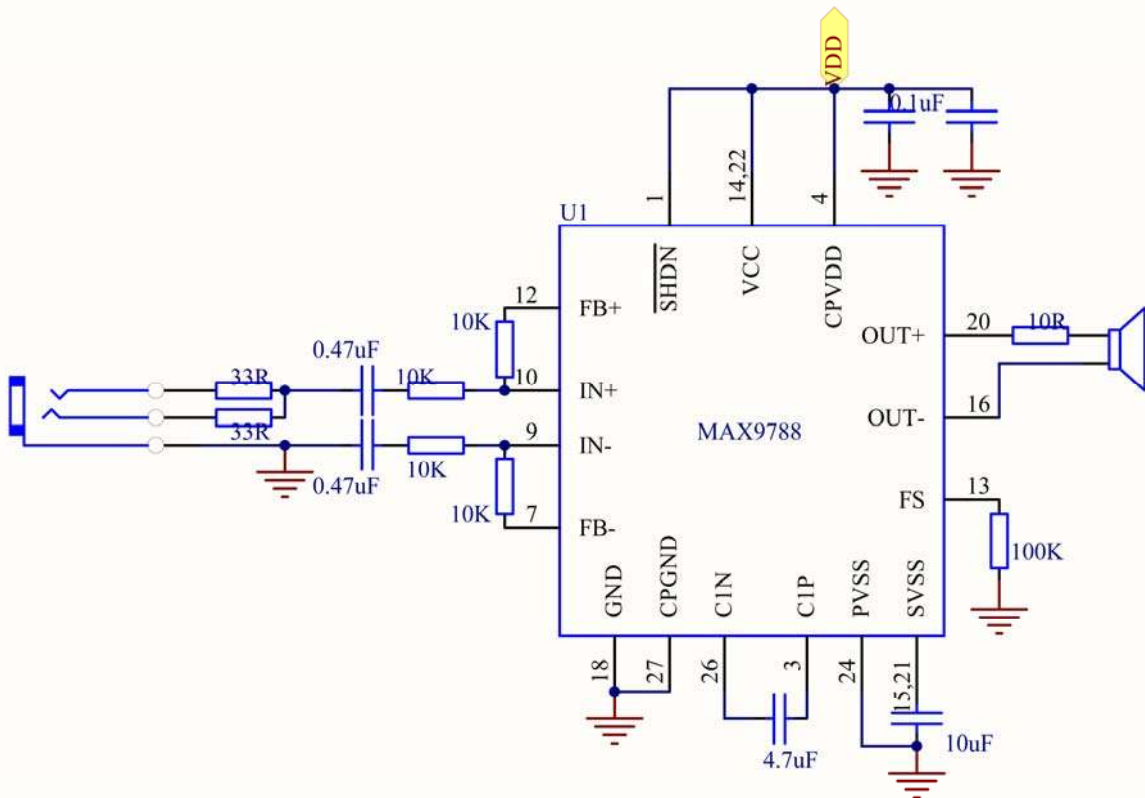 VDD
0.1uF
1
14,22
4
U1
SHDN
VCC
CPVDD
12
FB+
10K
0.47uF
33R
10K
10
IN+
33R
9
IN-
0.47uF
10K
10K
7
FB-
MAX9788
OUT+
20
10R
OUT-
16
FS
13
100K
GND
CPGND
C1N
C1P
PVSS
SVSS
18
27
26
3
24
15,21
4.7uF
10uF